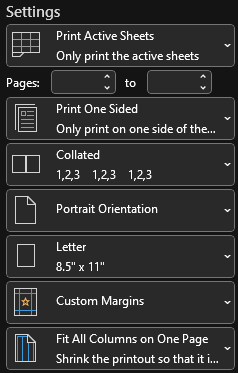 Settings
Print Active Sheets
Only print the active sheets
Pages: to
Print One Sided
Only print on one side of the...
Collated
1,2,3 1,2,3 1,2,3
Portrait Orientation
Letter
8.5" x 11"
Custom Margins
Fit All Columns on One Page
Shrink the printout so that it i...